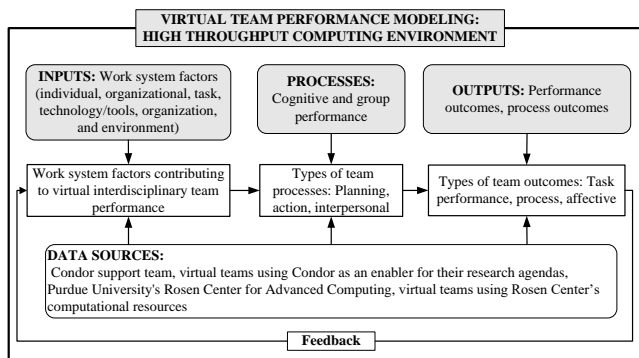 VIRTUAL TEAM PERFORMANCE MODELING:
HIGH THROUGHPUT COMPUTING ENVIRONMENT
INPUTS: Work system factors
(individual, organizational, task,
technology/tools, organization,
and environment)
PROCESSES:
Cognitive and group
performance
OUTPUTS: Performance
outcomes, process outcomes
Work system factors contributing
to virtual interdisciplinary team
performance
Types of team
processes: Planning,
action, interpersonal
Types of team outcomes: Task
performance, process, affective
DATA SOURCES:
Condor support team, virtual teams using Condor as an enabler for their research agendas,
Purdue University's Rosen Center for Advanced Computing, virtual teams using Rosen Center's
computational resources
Feedback